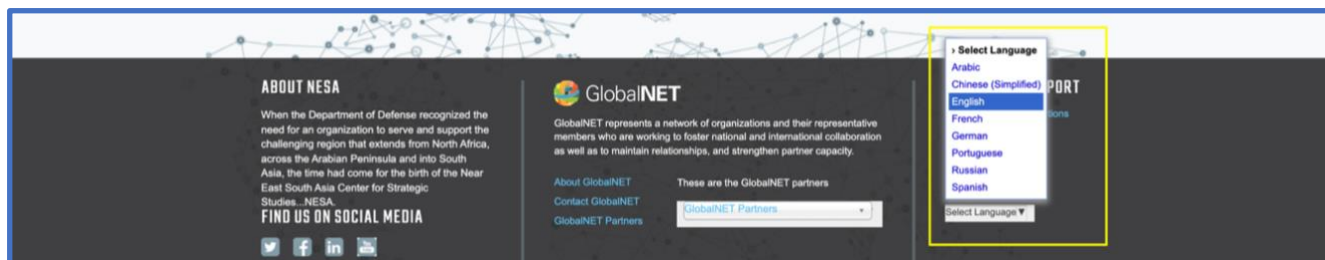 ABOUT NESA
When the Department of Defense recognized the
need for an organization to serve and support the
challenging region that extends from North Africa,
across the Arabian Peninsula and into South
Asia, the time had come for the birth of the Near
East South Asia Center for Strategic
Studies...NESA.
FIND US ON SOCIAL MEDIA
in
You
GlobalNET
GlobalNET represents a network of organizations and their representative
members who are working to foster national and international collaboration
as well as to maintain relationships, and strengthen partner capacity.
About GlobalNET
Contact GlobalNET
GlobalNET Partners
These are the GlobalNET partners
GlobalNET Partners
› Select Language
Arabic
Chinese (Simplified)
English
French
German
Portuguese
Russian
Spanish
PORT
tions
Select Language▼